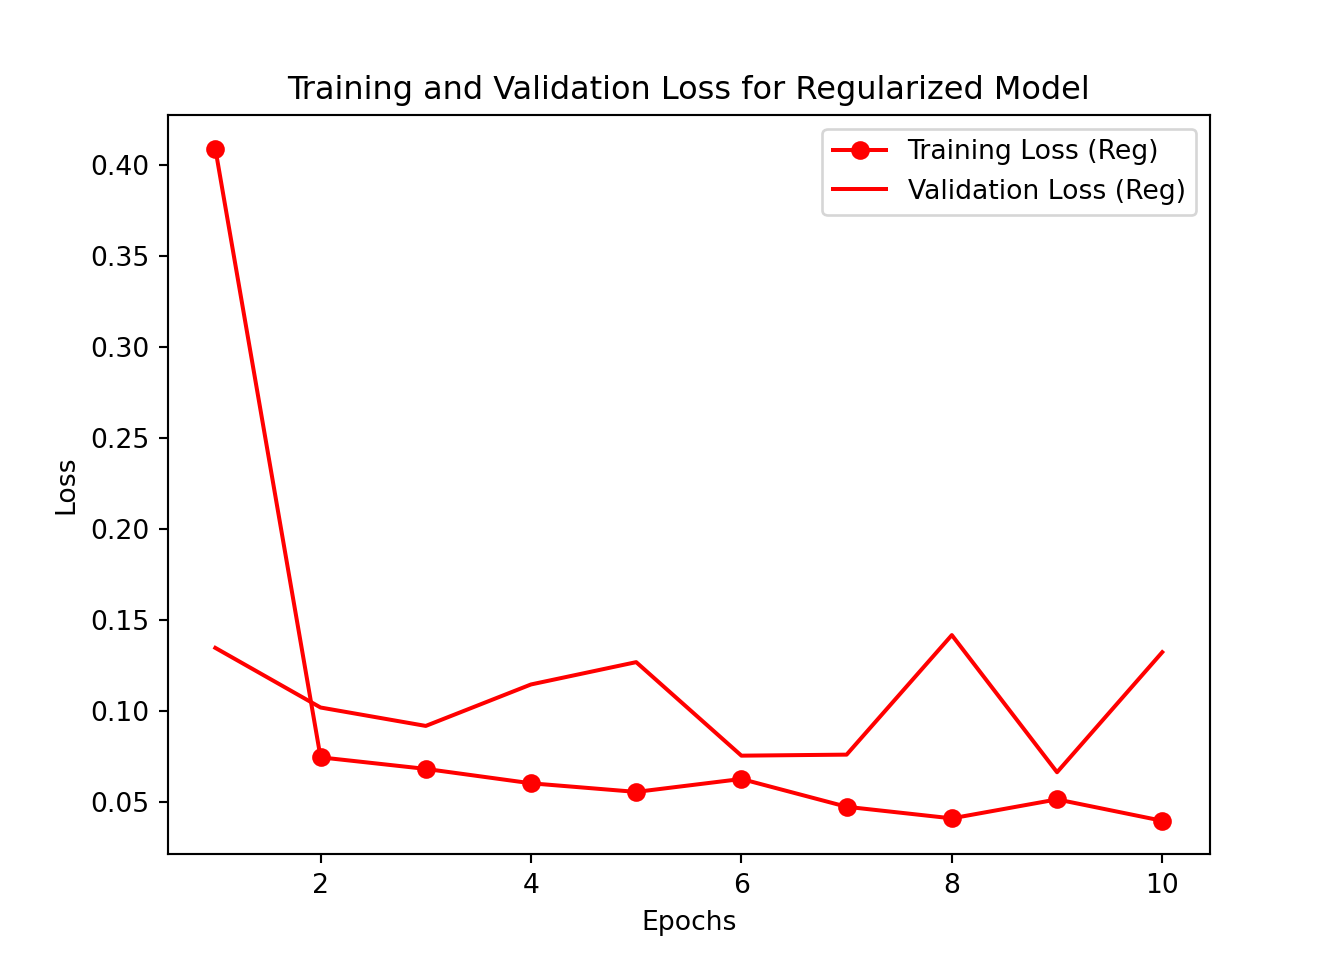 Training and Validation Loss for Regularized Model
Training Loss (Reg)
Validation Loss (Reg)
Loss
0.40
0.35
0.30
0.25
0.20
0.15
0.10
0.05
2 4 6 8 10
Epochs